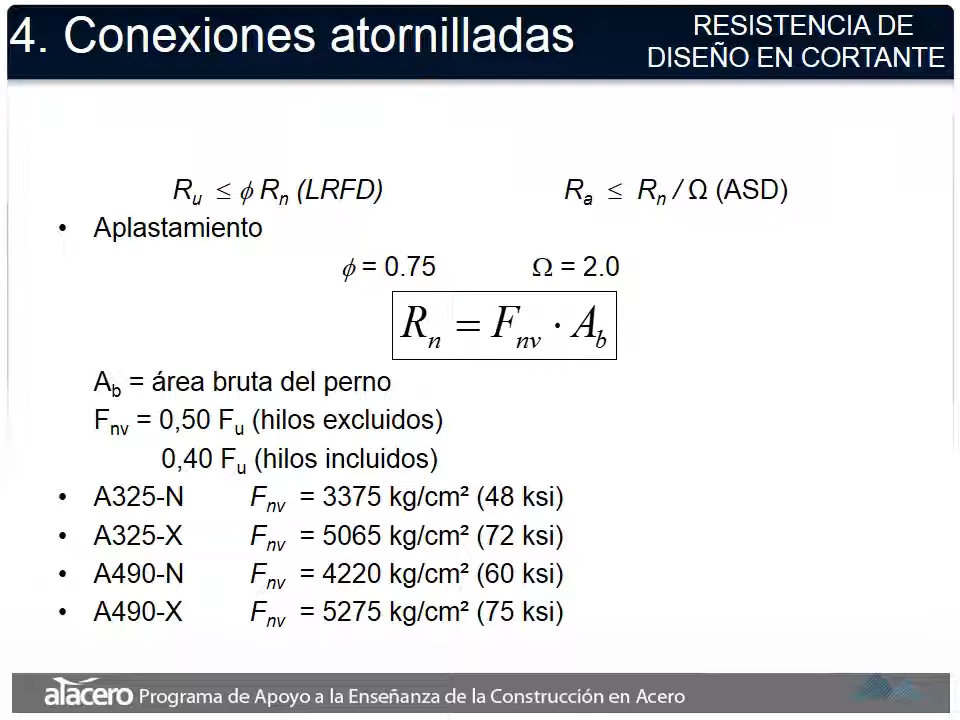 4. Conexiones atornilladas
RESISTENCIA DE
DISEÑO EN CORTANTE
Ru ≤ ϕ Rn (LRFD) Ra ≤ Rn / Ω (ASD)
• Aplastamiento
ϕ = 0.75 Ω = 2.0
Rn = Fnv · Ab
Ab = área bruta del perno
Fnv = 0,50 Fu (hilos excluidos)
0,40 Fu (hilos incluidos)
• A325-N Fnv = 3375 kg/cm² (48 ksi)
• A325-X Fnv = 5065 kg/cm² (72 ksi)
• A490-N Fnv = 4220 kg/cm² (60 ksi)
• A490-X Fnv = 5275 kg/cm² (75 ksi)
alacero Programa de Apoyo a la Enseñanza de la Construcción en Acero